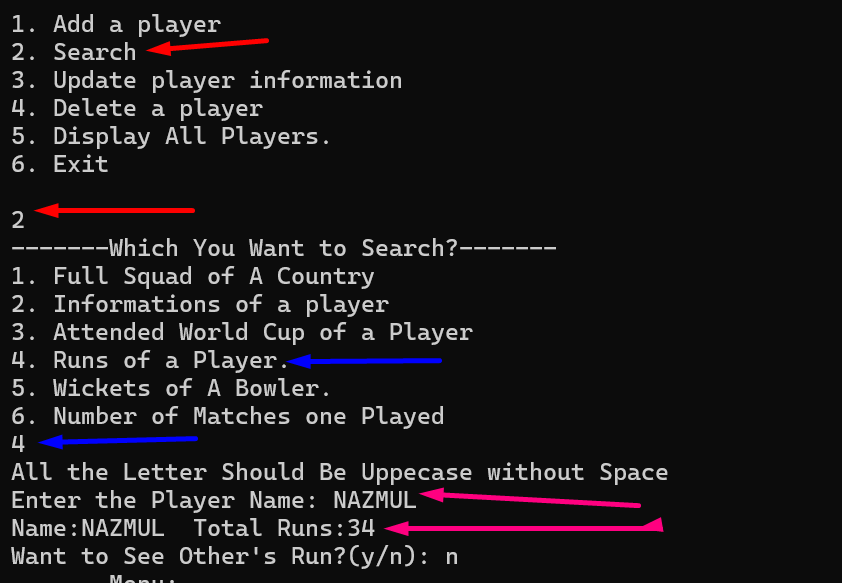 1. Add a player
2. Search
3. Update player information
4. Delete a player
5. Display All Players.
6. Exit
2
-------Which You Want to Search?-------
1. Full Squad of A Country
2. Informations of a player
3. Attended World Cup of a Player
4. Runs of a Player.
5. Wickets of A Bowler.
6. Number of Matches one Played
4
All the Letter Should Be Uppecase without Space
Enter the Player Name: NAZMUL
Name:NAZMUL  Total Runs:34
Want to See Other's Run?(y/n): n
Menu: